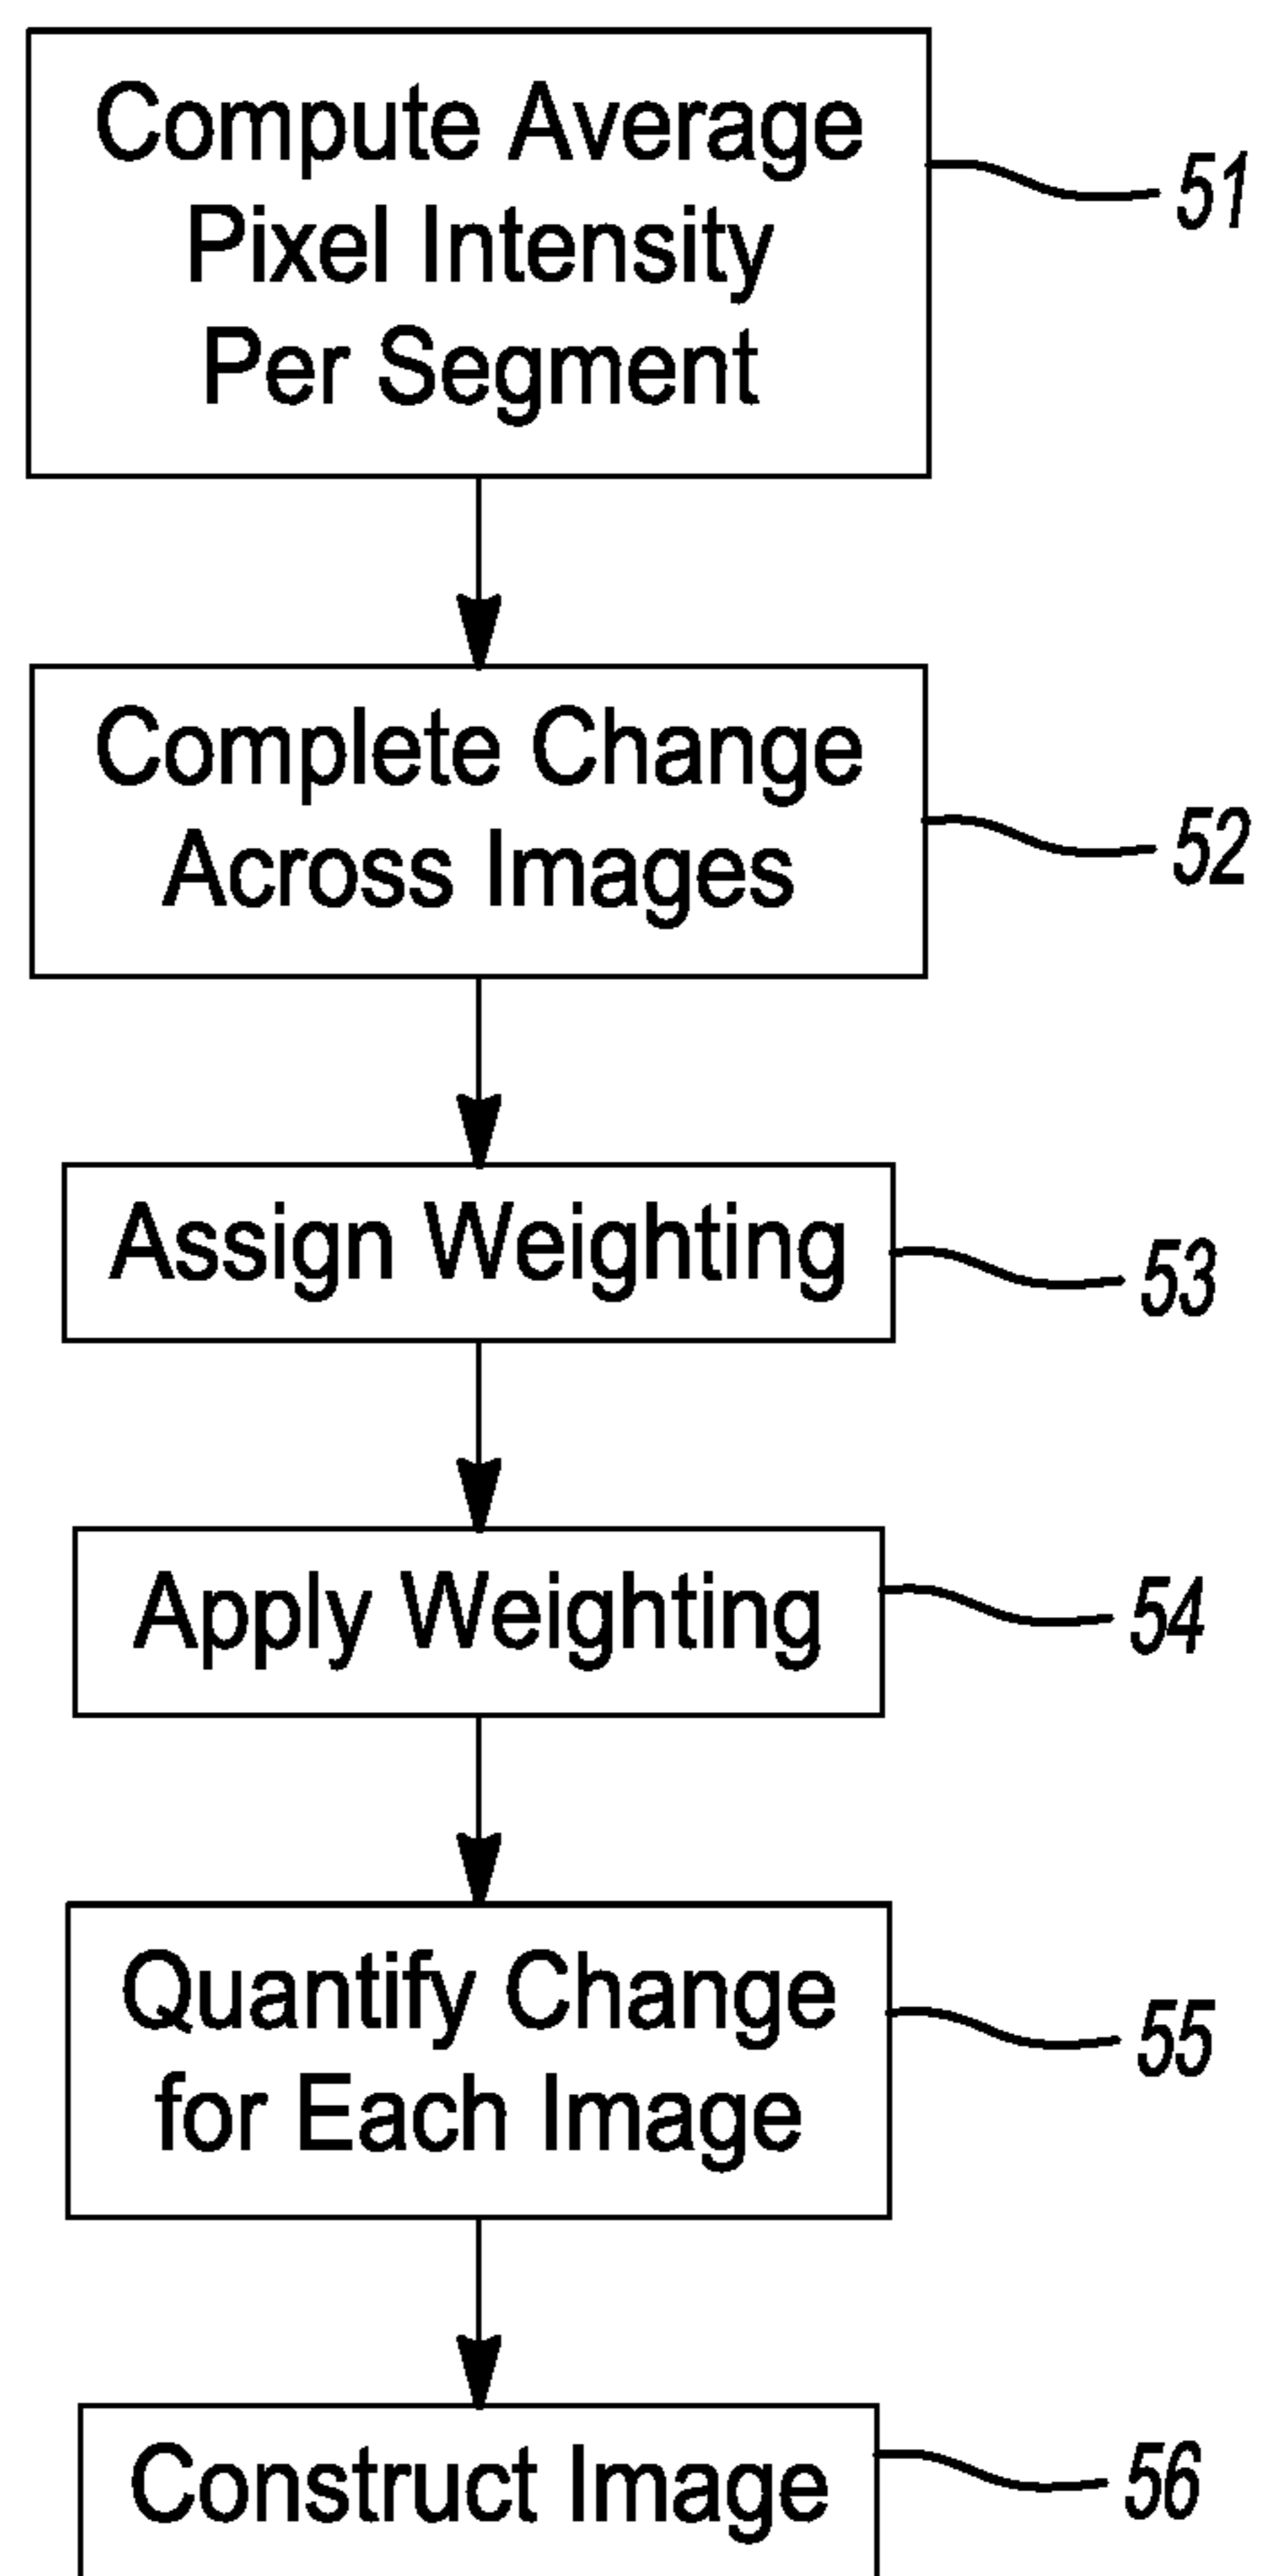 Compute Average
Pixel Intensity
Per Segment
51
Complete Change
Across Images
52
Assign Weighting
53
Apply Weighting
54
Quantify Change
for Each Image
55
Construct Image
56